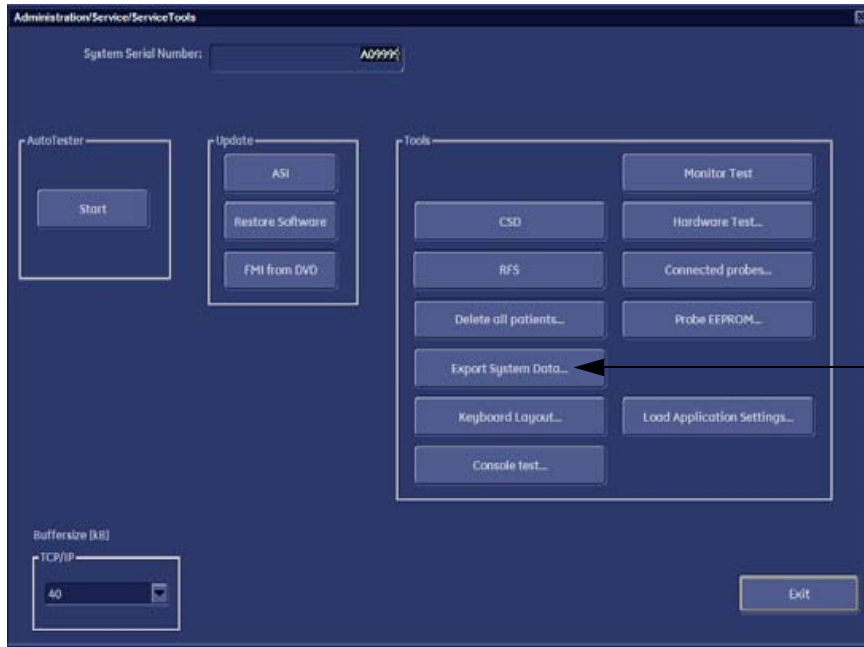 Administration/Service/ServiceTools
System Serial Number:
A09999
AutoTester
Start
Update
ASI
Restore Software
FMI from DVD
Tools
Monitor Test
CSD
Hardware Test...
RFS
Connected probes...
Delete all patients...
Probe EEPROM...
Export System Data...
Keyboard Layout...
Load Application Settings...
Console test...
Buffersize [kB]
TCP/IP
40
Exit